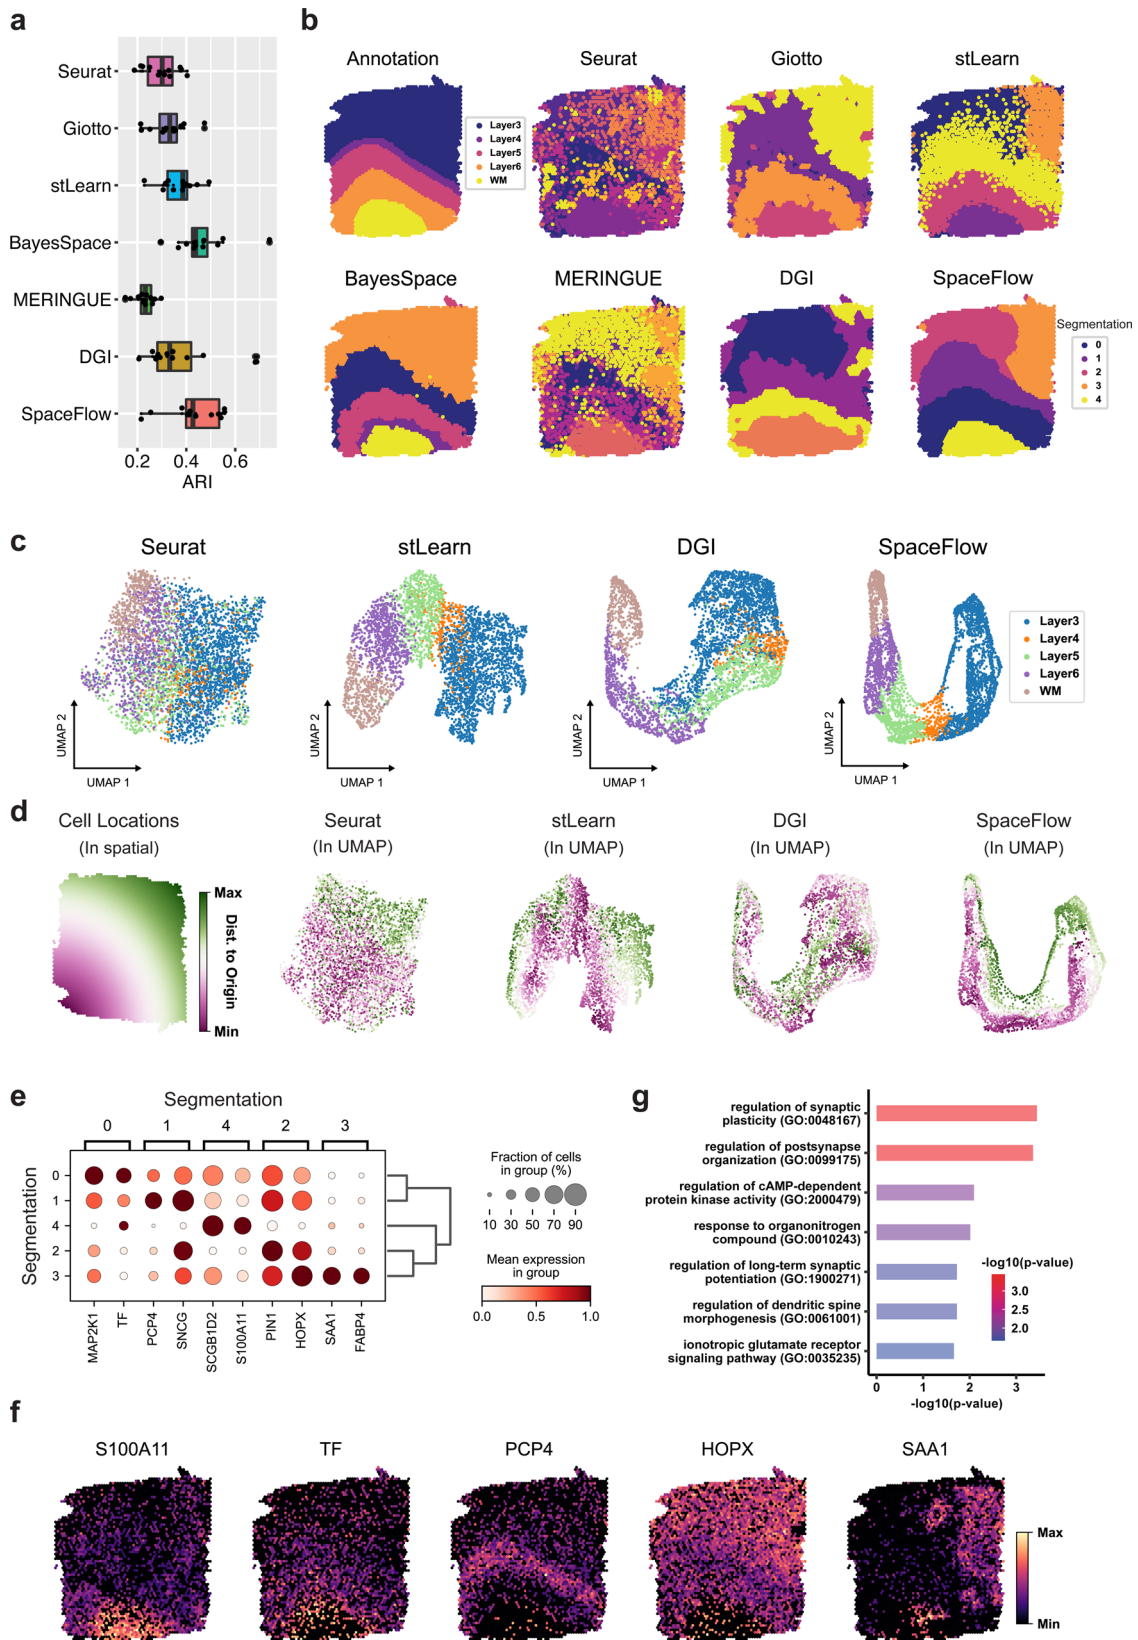 a
Seurat
Giotto
stLearn
BayesSpace
MERINGUE
DGI
SpaceFlow
0.2 0.4 0.6
ARI
b
Annotation Seurat Giotto stLearn
Layer3
Layer4
Layer5
Layer6
WM
BayesSpace MERINGUE DGI SpaceFlow
Segmentation
0
1
2
3
4
c
Seurat stLearn DGI SpaceFlow
Layer3
Layer4
Layer5
Layer6
WM
UMAP 2 UMAP 2 UMAP 2 UMAP 2
UMAP 1 UMAP 1 UMAP 1 UMAP 1
d
Cell Locations Seurat stLearn DGI SpaceFlow
(In spatial) (In UMAP) (In UMAP) (In UMAP) (In UMAP)
Max
Dist. to Origin
Min
e
Segmentation
0 1 4 2 3
Segmentation
0
1
4
2
3
MAP2K1 TF PCP4 SNCG SCGB1D2 S100A11 PIN1 HOPX SAA1 FABP4
Fraction of cells
in group (%)
10 30 50 70 90
Mean expression
in group
0.0 0.5 1.0
g
regulation of synaptic
plasticity (GO:0048167)
regulation of postsynapse
organization (GO:0099175)
regulation of cAMP-dependent
protein kinase activity (GO:2000479)
response to organonitrogen
compound (GO:0010243)
regulation of long-term synaptic
potentiation (GO:1900271)
regulation of dendritic spine
morphogenesis (GO:0061001)
ionotropic glutamate receptor
signaling pathway (GO:0035235)
-log10(p-value)
3.0
2.5
2.0
0 1 2 3
-log10(p-value)
f
S100A11 TF PCP4 HOPX SAA1
Max
Min